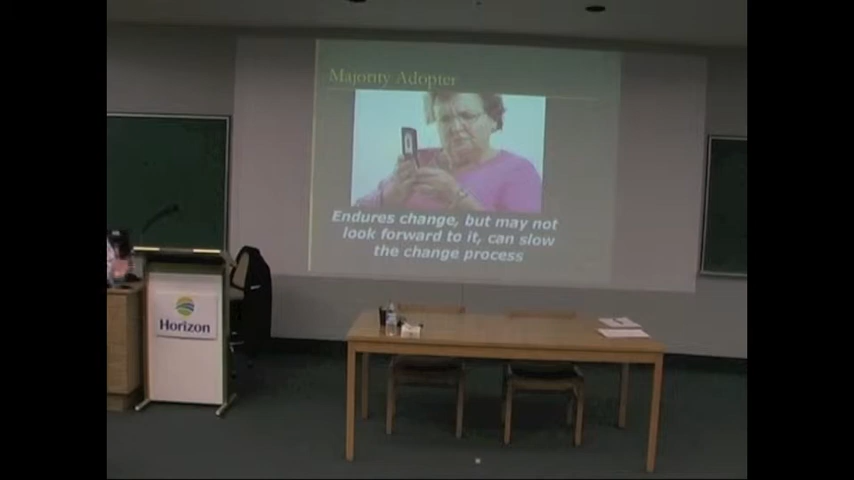 Majority Adopter
Endures change, but may not
look forward to it, can slow
the change process
Horizon